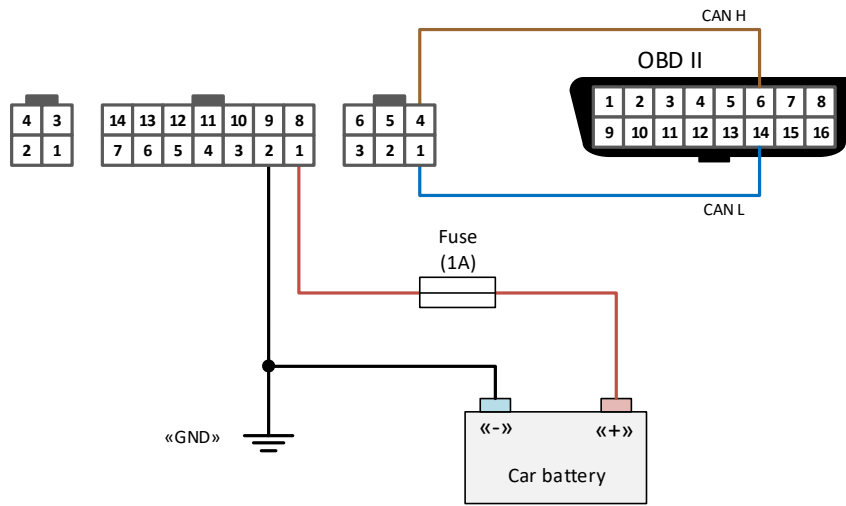 CAN H
OBD II
4 3
2 1
14 13 12 11 10 9 8
7 6 5 4 3 2 1
6 5 4
3 2 1
1 2 3 4 5 6 7 8
9 10 11 12 13 14 15 16
CAN L
Fuse
(1A)
«GND»
«-» «+»
Car battery